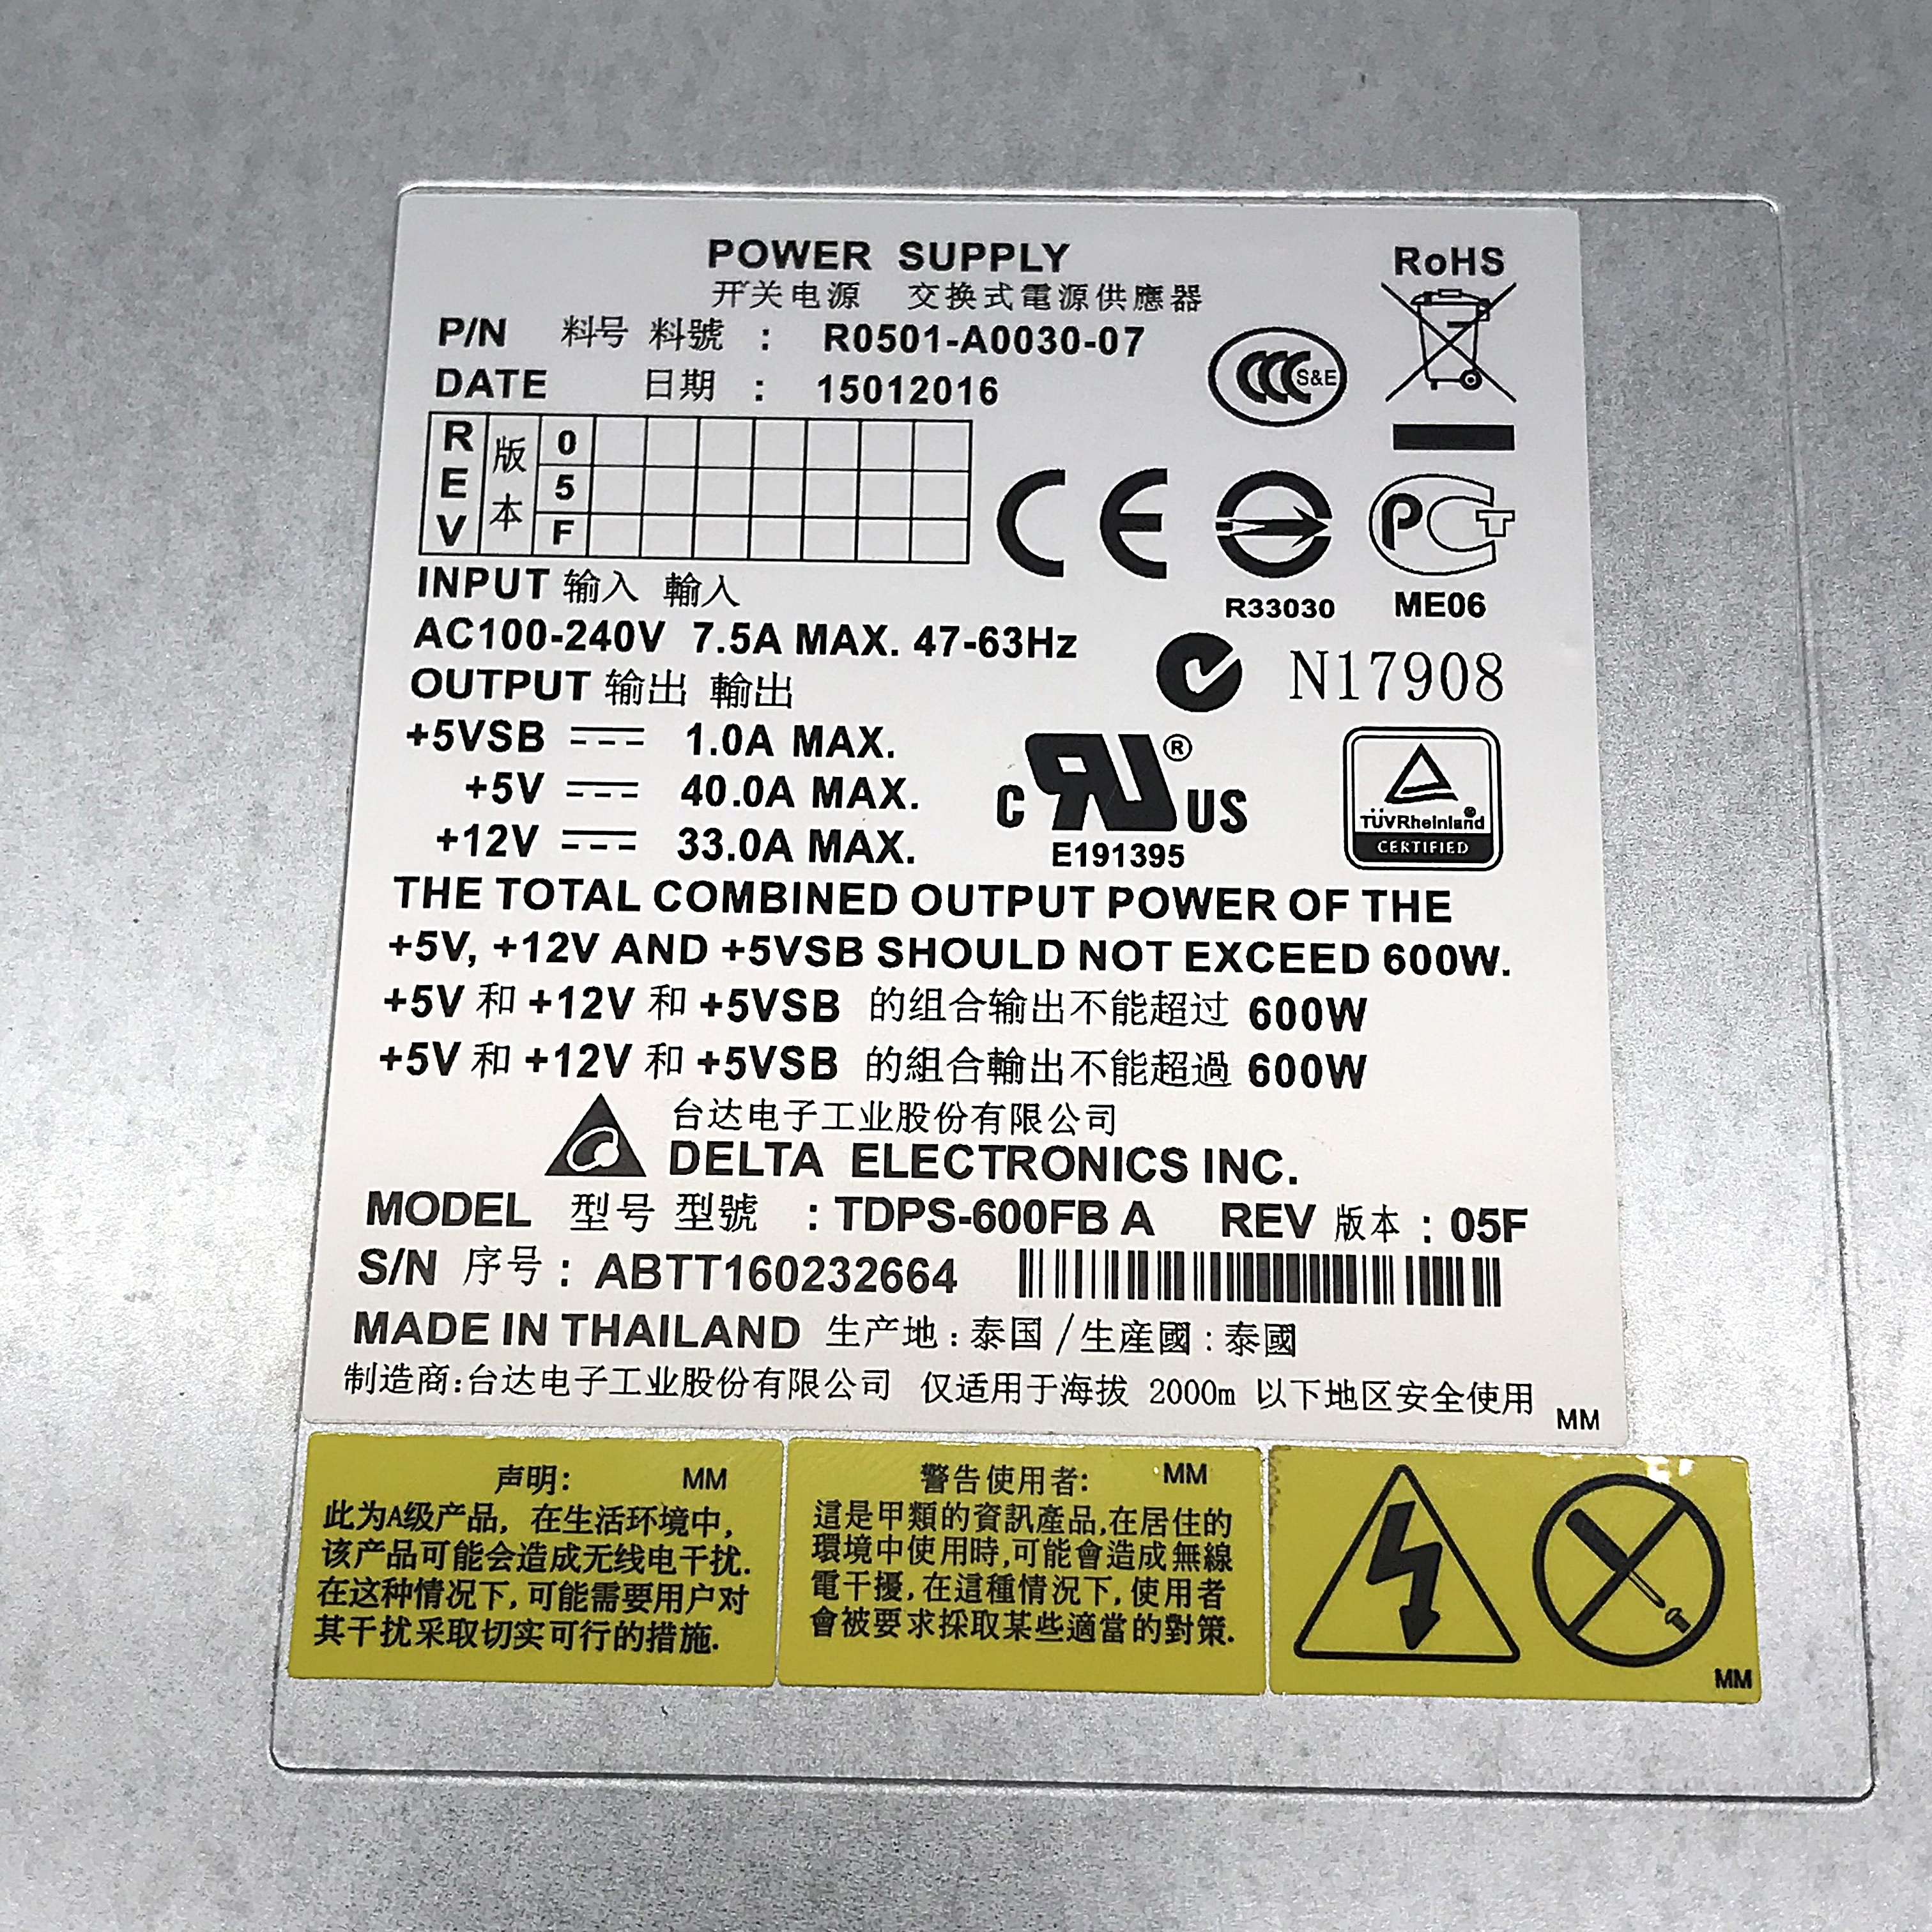 POWER SUPPLY
开关电源 交换式電源供應器
RoHS
P/N 料号 料號 : R0501-A0030-07
DATE 日期 : 15012016
CCC S&E
REV 版本 0
5
F
CE
R33030
PCT
ME06
INPUT 输入 輸入
AC100-240V 7.5A MAX. 47-63Hz
N17908
OUTPUT 输出 輸出
+5VSB 1.0A MAX.
+5V 40.0A MAX.
+12V 33.0A MAX.
C RU ® US
E191395
TÜVRheinland®
CERTIFIED
THE TOTAL COMBINED OUTPUT POWER OF THE
+5V, +12V AND +5VSB SHOULD NOT EXCEED 600W.
+5V 和 +12V 和 +5VSB 的组合输出不能超过 600W
+5V 和 +12V 和 +5VSB 的組合輸出不能超過 600W
台达电子工业股份有限公司
DELTA ELECTRONICS INC.
MODEL 型号 型號 : TDPS-600FB A REV 版本 : 05F
S/N 序号 : ABTT160232664
MADE IN THAILAND 生产地 : 泰国 / 生産國 : 泰國
制造商:台达电子工业股份有限公司 仅适用于海拔 2000m 以下地区安全使用
MM
声明: MM
此为A级产品, 在生活环境中,
该产品可能会造成无线电干扰.
在这种情况下,可能需要用户对
其干扰采取切实可行的措施.
警告使用者: MM
這是甲類的資訊產品,在居住的
環境中使用時,可能會造成無線
電干擾,在這種情況下,使用者
會被要求採取某些適當的對策.
MM